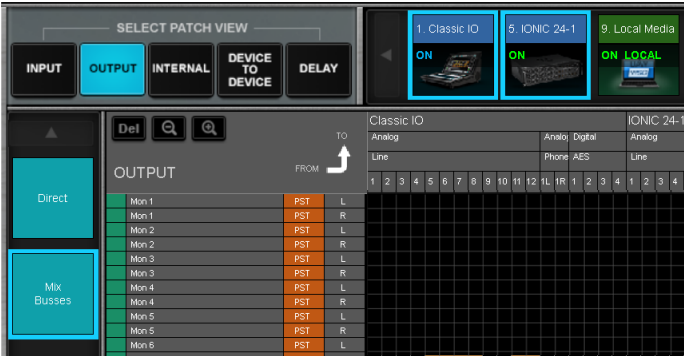 SELECT PATCH VIEW
INPUT
OUTPUT
INTERNAL
DEVICE
TO
DEVICE
DELAY
1. Classic IO
ON
5. IONIC 24-1
ON
9. Local Media
ON LOCAL
Del
TO
FROM
OUTPUT
Classic IO
IONIC 24-1
Analog
Analo
Digital
Analog
Line
Phone
AES
Line
1 2 3 4 5 6 7 8 9 10 11 12 1L 1R 1 2 3 4 1 2 3 4
Direct
Mix
Busses
Mon 1 PST L
Mon 1 PST R
Mon 2 PST L
Mon 2 PST R
Mon 3 PST L
Mon 3 PST R
Mon 4 PST L
Mon 4 PST R
Mon 5 PST L
Mon 5 PST R
Mon 6 PST L